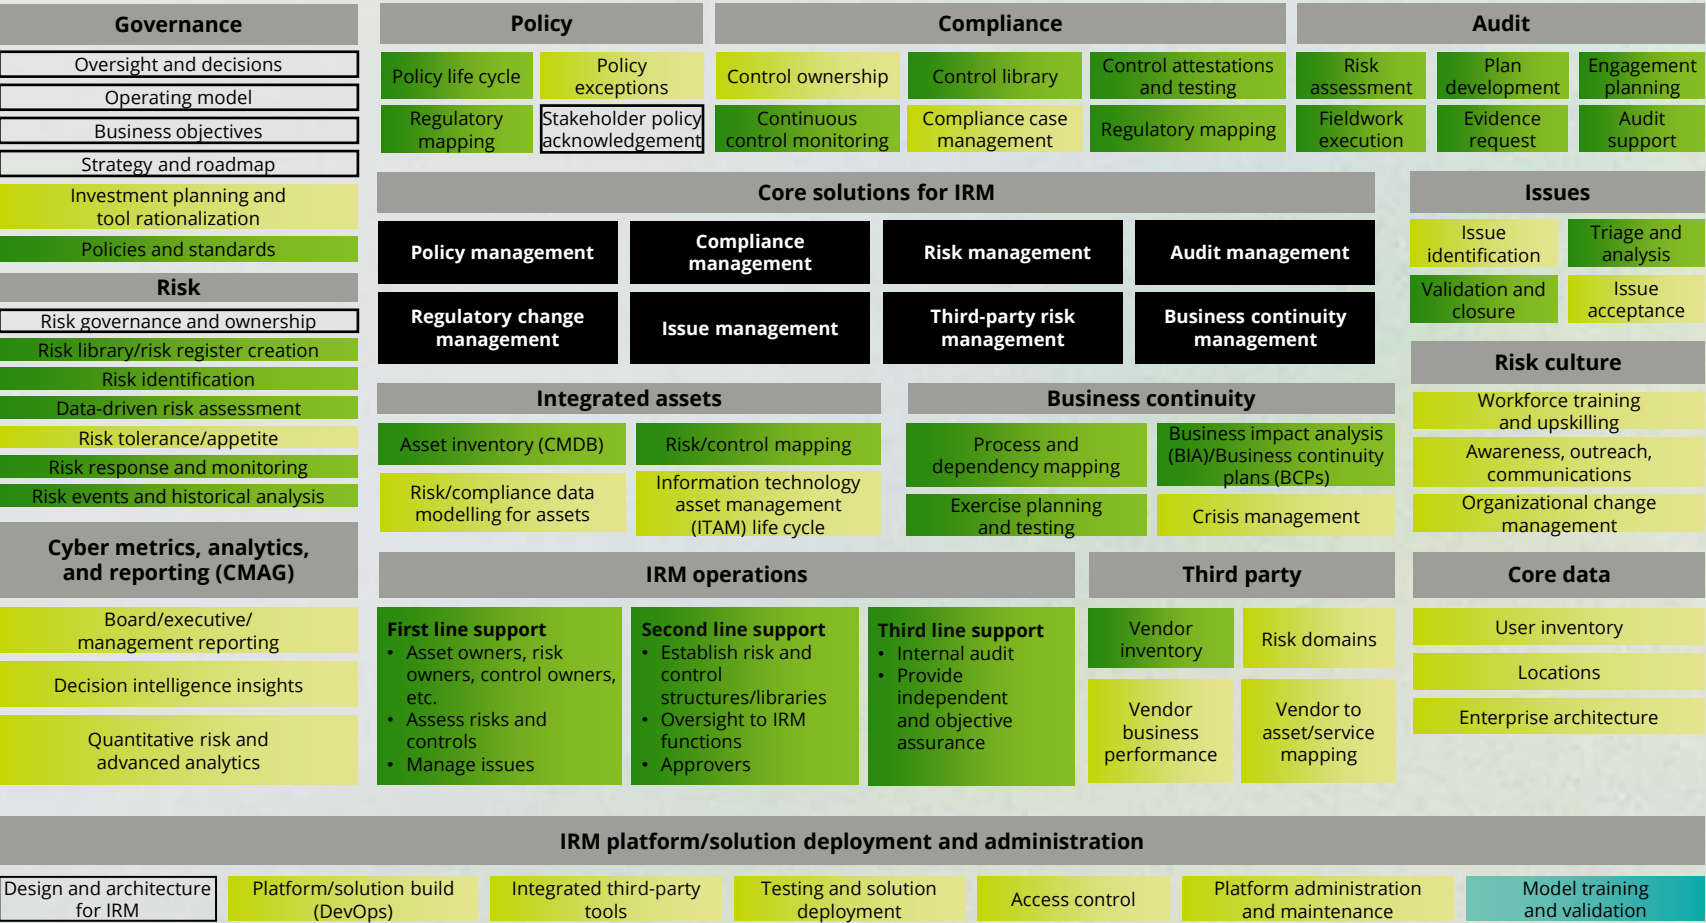 Governance
Oversight and decisions
Operating model
Business objectives
Strategy and roadmap
Investment planning and
tool rationalization
Policies and standards
Risk
Risk governance and ownership
Risk library/risk register creation
Risk identification
Data-driven risk assessment
Risk tolerance/appetite
Risk response and monitoring
Risk events and historical analysis
Cyber metrics, analytics,
and reporting (CMAG)
Board/executive/
management reporting
Decision intelligence insights
Quantitative risk and
advanced analytics
Policy
Policy life cycle
Policy
exceptions
Regulatory
mapping
Stakeholder policy
acknowledgement
Compliance
Control ownership
Control library
Control attestations
and testing
Continuous
control monitoring
Compliance case
management
Regulatory mapping
Audit
Risk
assessment
Plan
development
Engagement
planning
Fieldwork
execution
Evidence
request
Audit
support
Core solutions for IRM
Policy management
Compliance
management
Risk management
Audit management
Regulatory change
management
Issue management
Third-party risk
management
Business continuity
management
Issues
Issue
identification
Triage and
analysis
Validation and
closure
Issue
acceptance
Risk culture
Workforce training
and upskilling
Awareness, outreach,
communications
Organizational change
management
Integrated assets
Asset inventory (CMDB)
Risk/control mapping
Risk/compliance data
modelling for assets
Information technology
asset management
(ITAM) life cycle
Business continuity
Process and
dependency mapping
Business impact analysis
(BIA)/Business continuity
plans (BCPs)
Exercise planning
and testing
Crisis management
IRM operations
First line support
• Asset owners, risk
owners, control owners,
etc.
• Assess risks and
controls
• Manage issues
Second line support
• Establish risk and
control
structures/libraries
• Oversight to IRM
functions
• Approvers
Third line support
• Internal audit
• Provide
independent
and objective
assurance
Third party
Vendor
inventory
Risk domains
Vendor
business
performance
Vendor to
asset/service
mapping
Core data
User inventory
Locations
Enterprise architecture
IRM platform/solution deployment and administration
Design and architecture
for IRM
Platform/solution build
(DevOps)
Integrated third-party
tools
Testing and solution
deployment
Access control
Platform administration
and maintenance
Model training
and validation